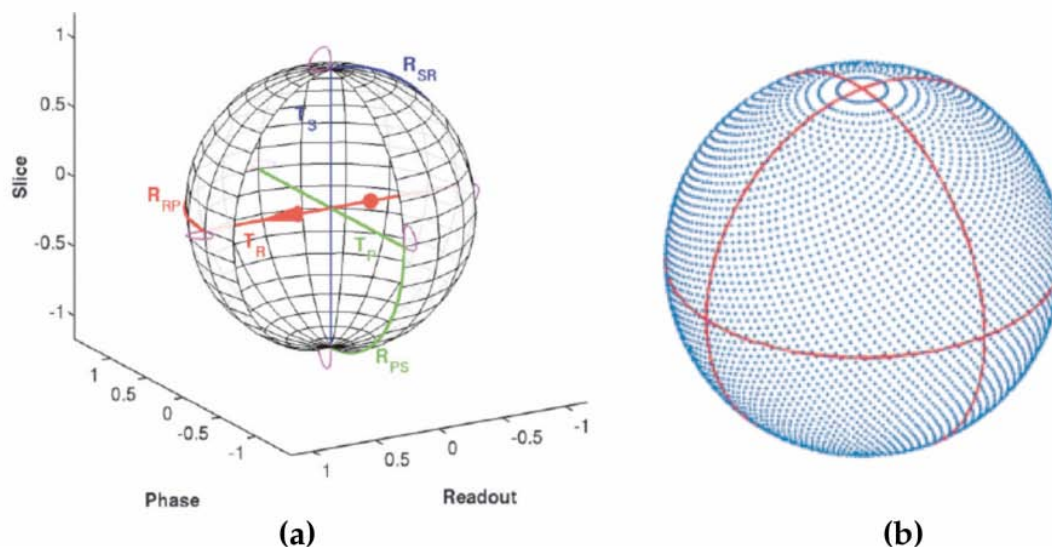 1
0.5
0
-0.5
-1
Slice
R_SR
T_S
R_RP
T_R
T_P
R_PS
1
0.5
0
-0.5
-1
Phase
1
0.5
0
-0.5
-1
Readout
(a)
(b)